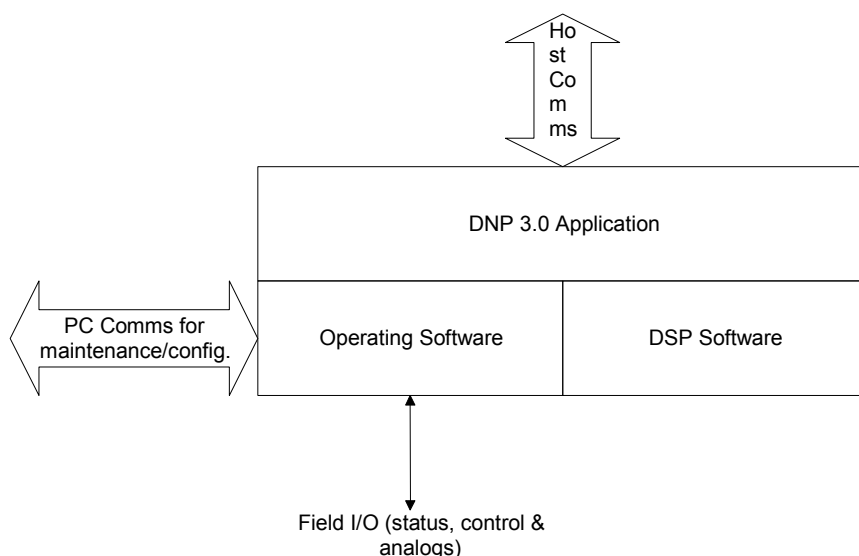 Ho
st
Co
m
ms
DNP 3.0 Application
PC Comms for
maintenance/config.
Operating Software
DSP Software
Field I/O (status, control &
analogs)